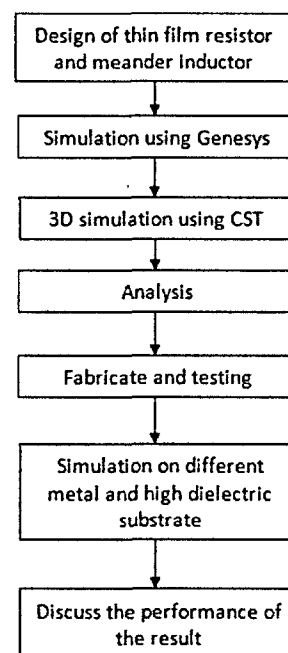 Design of thin film resistor
and meander inductor
Simulation using Genesys
3D simulation using CST
Analysis
Fabricate and testing
Simulation on different
metal and high dielectric
substrate
Discuss the performance of
the result